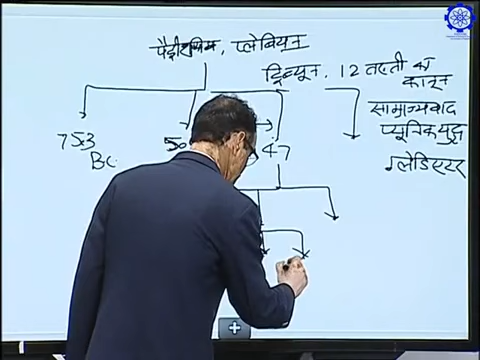 पैट्रीशियन, प्लेबियन
ट्रिब्यून, 12 तख्ती का
कानून
साम्राज्यवाद
प्यूनिक युद्ध
ग्लेडिएटर
753
BC
50
47